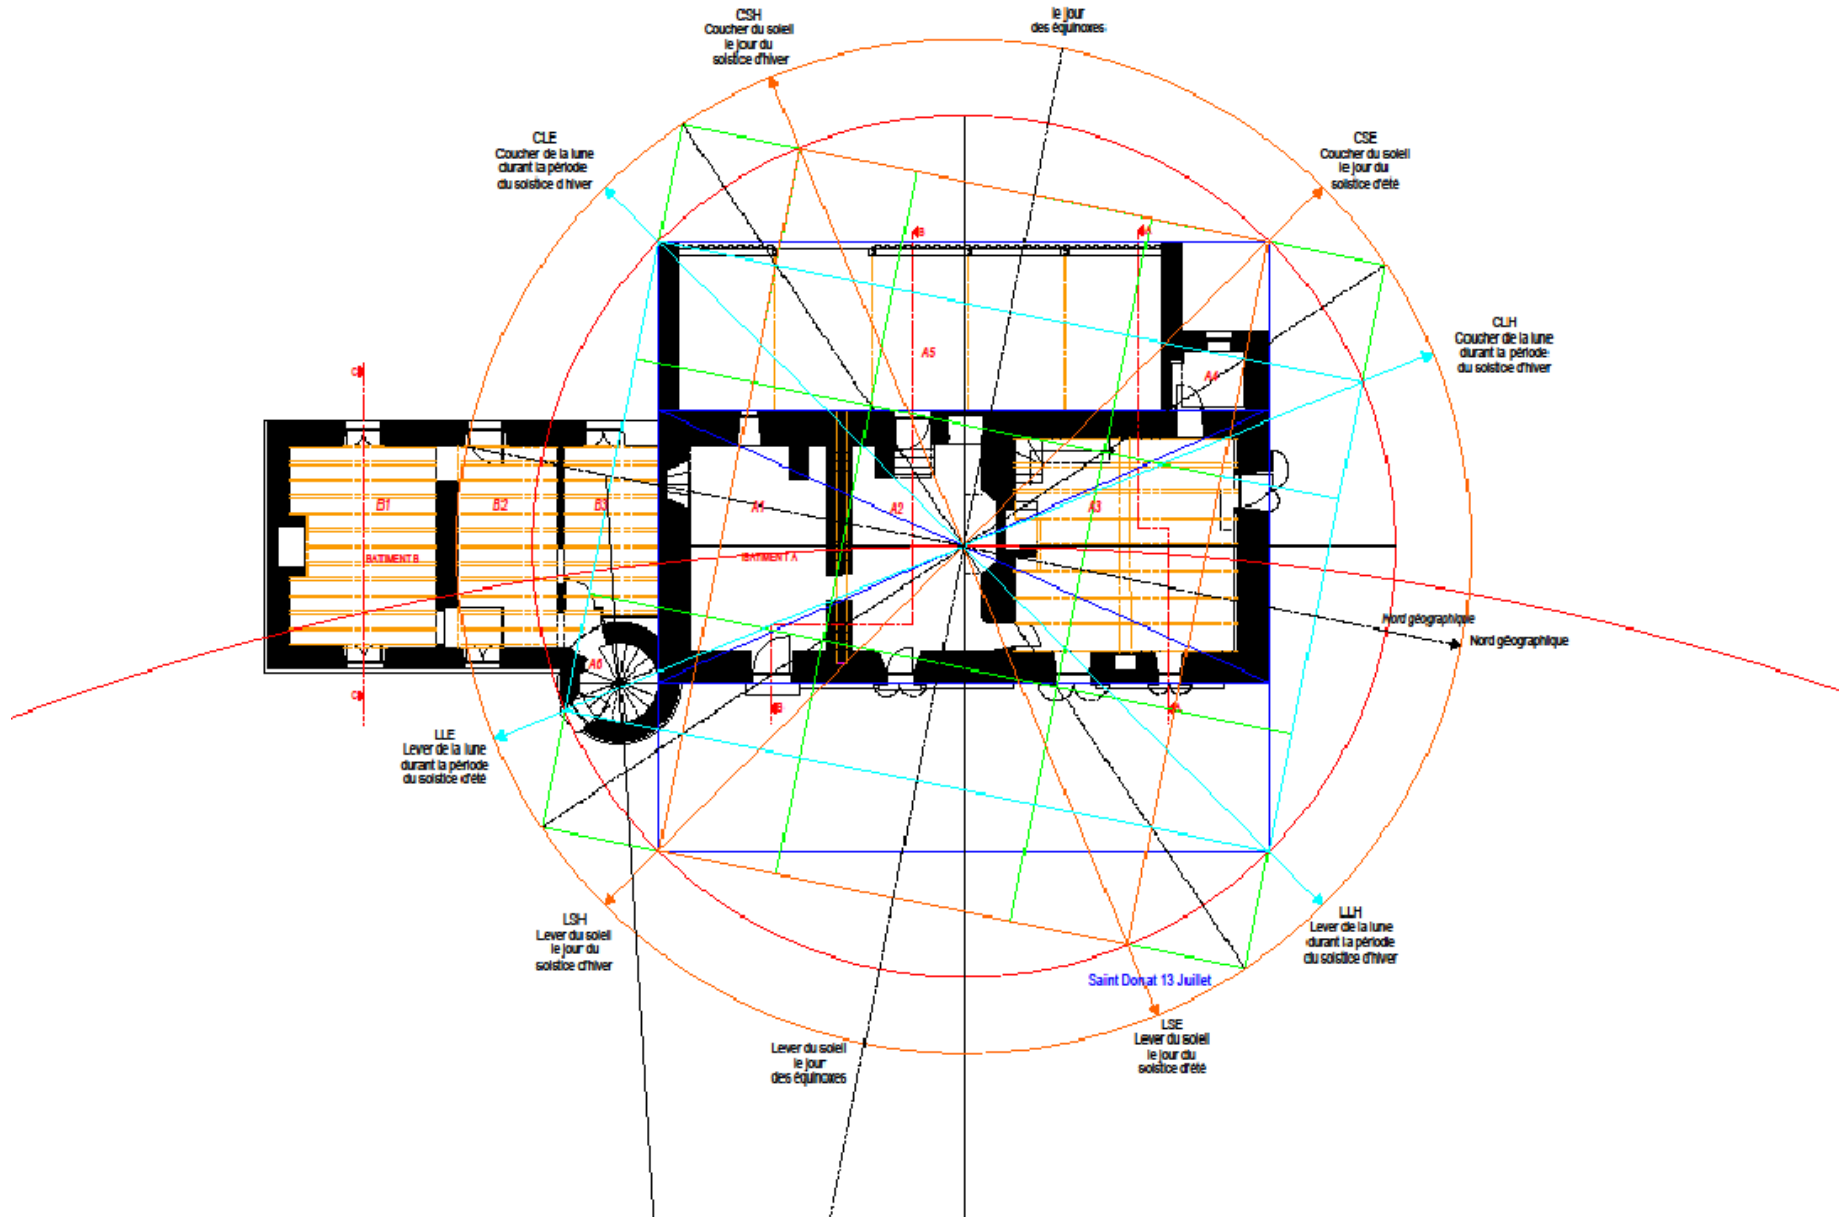 CSH
Coucher du soleil
le jour du
solstice d'hiver
le jour
des équinoxes
CLE
Coucher de la lune
durant la période
du solstice d'hiver
CSE
Coucher du soleil
le jour du
solstice d'été
CLH
Coucher de la lune
durant la période
du solstice d'hiver
B
A
A5
A4
C
B1
B2
B3
A1
A2
A3
BATIMENT B
BATIMENT A
Nord géographique
Nord géographique
A6
C
B
A
LLE
Lever de la lune
durant la période
du solstice d'été
LSH
Lever du soleil
le jour du
solstice d'hiver
LLH
Lever de la lune
durant la période
du solstice d'hiver
Saint Donat 13 Juillet
LSE
Lever du soleil
le jour du
solstice d'été
Lever du soleil
le jour
des équinoxes